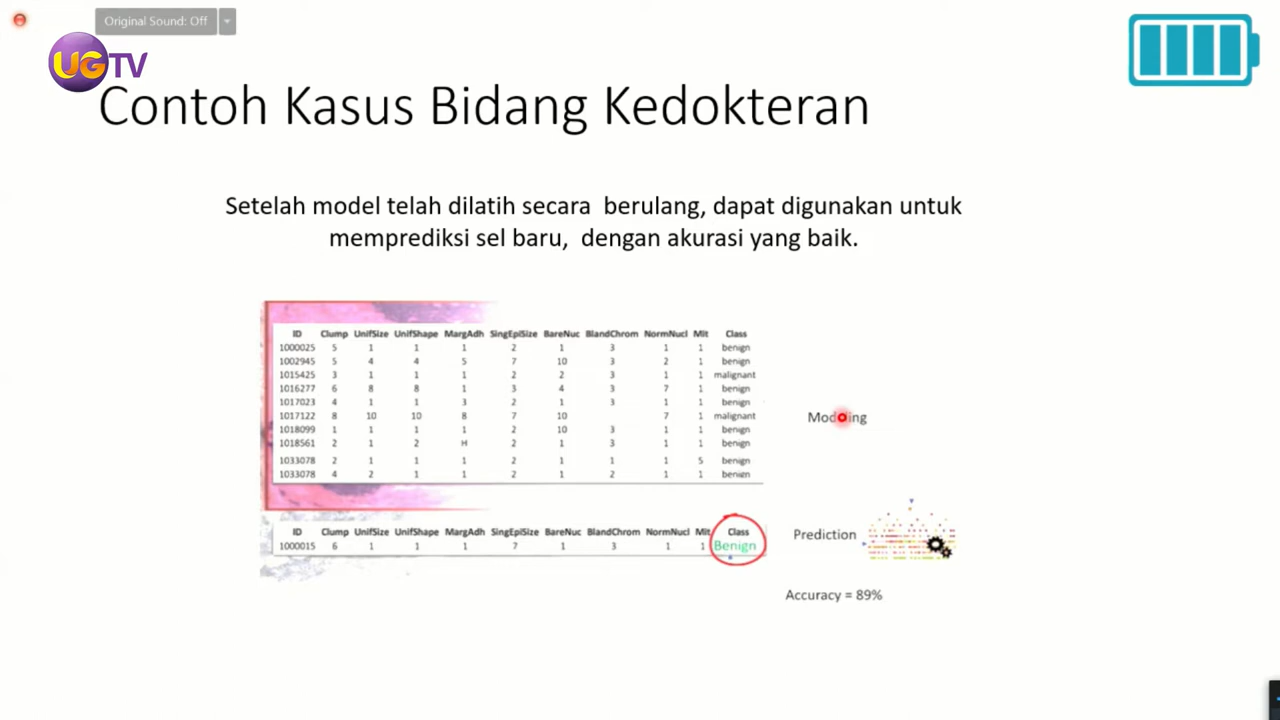 Original Sound: Off
UGTV
Contoh Kasus Bidang Kedokteran
Setelah model telah dilatih secara berulang, dapat digunakan untuk
memprediksi sel baru, dengan akurasi yang baik.
ID Clump UnifSize UnifShape MargAdh SingEpiSize BareNuc BlandChrom NormNucl Mit Class
1000025 5 1 1 1 2 1 3 1 1 benign
1002945 5 4 4 5 7 10 3 2 1 benign
1015425 3 1 1 1 2 2 3 1 1 malignant
1016277 6 8 8 1 3 4 3 7 1 benign
1017023 4 1 1 3 2 1 3 1 1 benign
1017122 8 10 10 8 7 10 7 1 malignant
1018099 1 1 1 1 2 10 3 1 1 benign
1018561 2 1 2 H 2 1 3 1 1 benign
1033078 2 1 1 1 2 1 1 1 5 benign
1033078 4 2 1 1 2 1 2 1 1 benign
ID Clump UnifSize UnifShape MargAdh SingEpiSize BareNuc BlandChrom NormNucl Mit Class
1000015 6 1 1 1 7 1 3 1 1 Benign
Prediction
Accuracy = 89%